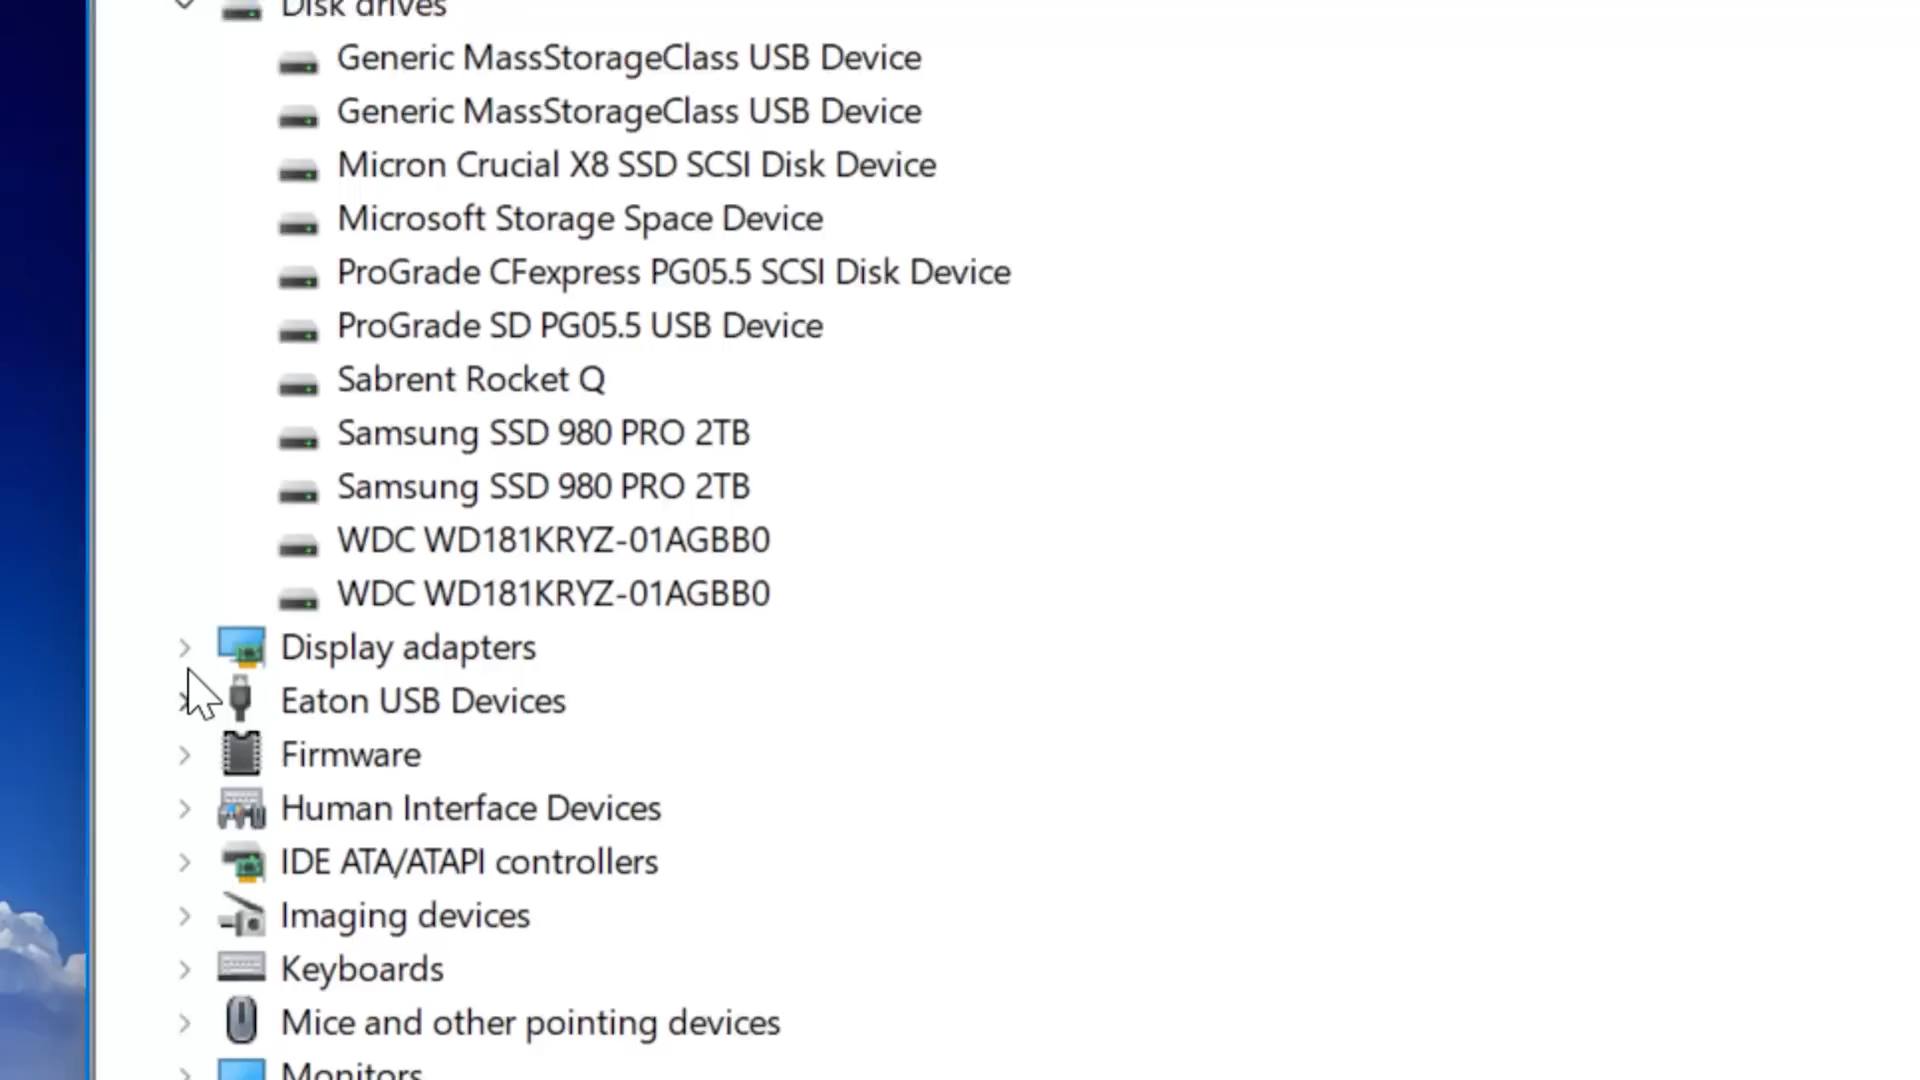 Disk drives
Generic MassStorageClass USB Device
Generic MassStorageClass USB Device
Micron Crucial X8 SSD SCSI Disk Device
Microsoft Storage Space Device
ProGrade CFexpress PG05.5 SCSI Disk Device
ProGrade SD PG05.5 USB Device
Sabrent Rocket Q
Samsung SSD 980 PRO 2TB
Samsung SSD 980 PRO 2TB
WDC WD181KRYZ-01AGBB0
WDC WD181KRYZ-01AGBB0
Display adapters
Eaton USB Devices
Firmware
Human Interface Devices
IDE ATA/ATAPI controllers
Imaging devices
Keyboards
Mice and other pointing devices
Monitors